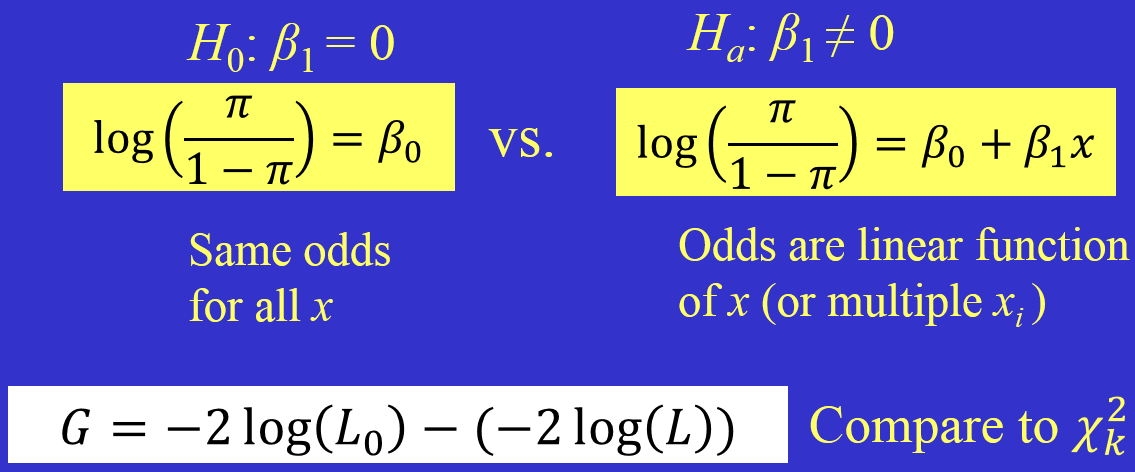 H₀: β₁ = 0
Hₐ: β₁ ≠ 0
log(π/(1 − π)) = β₀
vs.
log(π/(1 − π)) = β₀ + β₁x
Same odds
for all x
Odds are linear function
of x (or multiple xᵢ)
G = −2 log(L₀) − (−2 log(L))
Compare to χ²ₖ